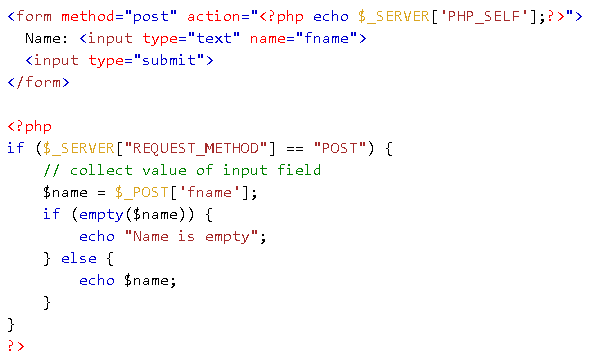 <form method="post" action="<?php echo $_SERVER['PHP_SELF'];?>">
  Name: <input type="text" name="fname">
  <input type="submit">
</form>

<?php
if ($_SERVER["REQUEST_METHOD"] == "POST") {
    // collect value of input field
    $name = $_POST['fname'];
    if (empty($name)) {
        echo "Name is empty";
    } else {
        echo $name;
    }
}
?>